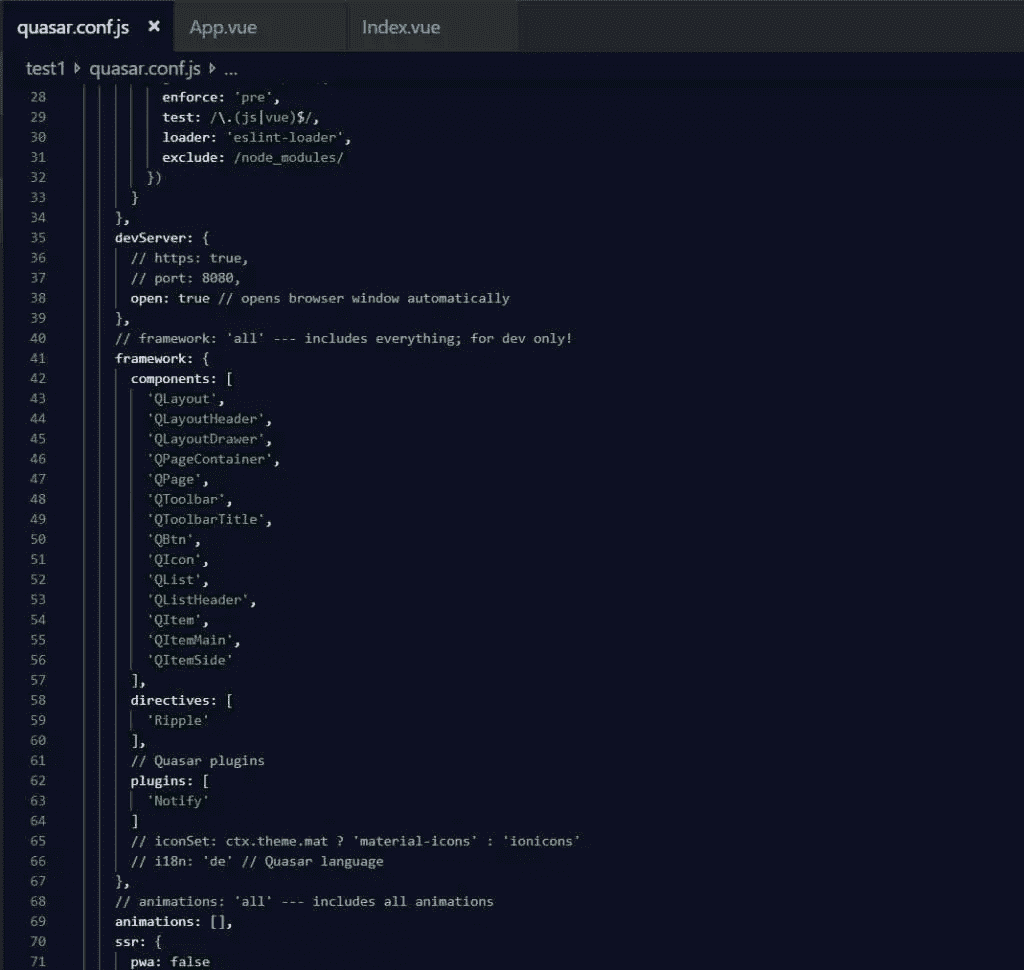 quasar.conf.js × App.vue Index.vue
test1 quasar.conf.js ...
28 enforce: 'pre',
29 test: /\.(js|vue)$/,
30 loader: 'eslint-loader',
31 exclude: /node_modules/
32 })
33 }
34 },
35 devServer: {
36 // https: true,
37 // port: 8080,
38 open: true // opens browser window automatically
39 },
40 // framework: 'all' --- includes everything; for dev only!
41 framework: {
42 components: [
43 'QLayout',
44 'QLayoutHeader',
45 'QLayoutDrawer',
46 'QPageContainer',
47 'QPage',
48 'QToolbar',
49 'QToolbarTitle',
50 'QBtn',
51 'QIcon',
52 'QList',
53 'QListHeader',
54 'QItem',
55 'QItemMain',
56 'QItemSide'
57 ],
58 directives: [
59 'Ripple'
60 ],
61 // Quasar plugins
62 plugins: [
63 'Notify'
64 ]
65 // iconSet: ctx.theme.mat ? 'material-icons' : 'ionicons'
66 // i18n: 'de' // Quasar language
67 },
68 // animations: 'all' --- includes all animations
69 animations: [],
70 ssr: {
71 pwa: false